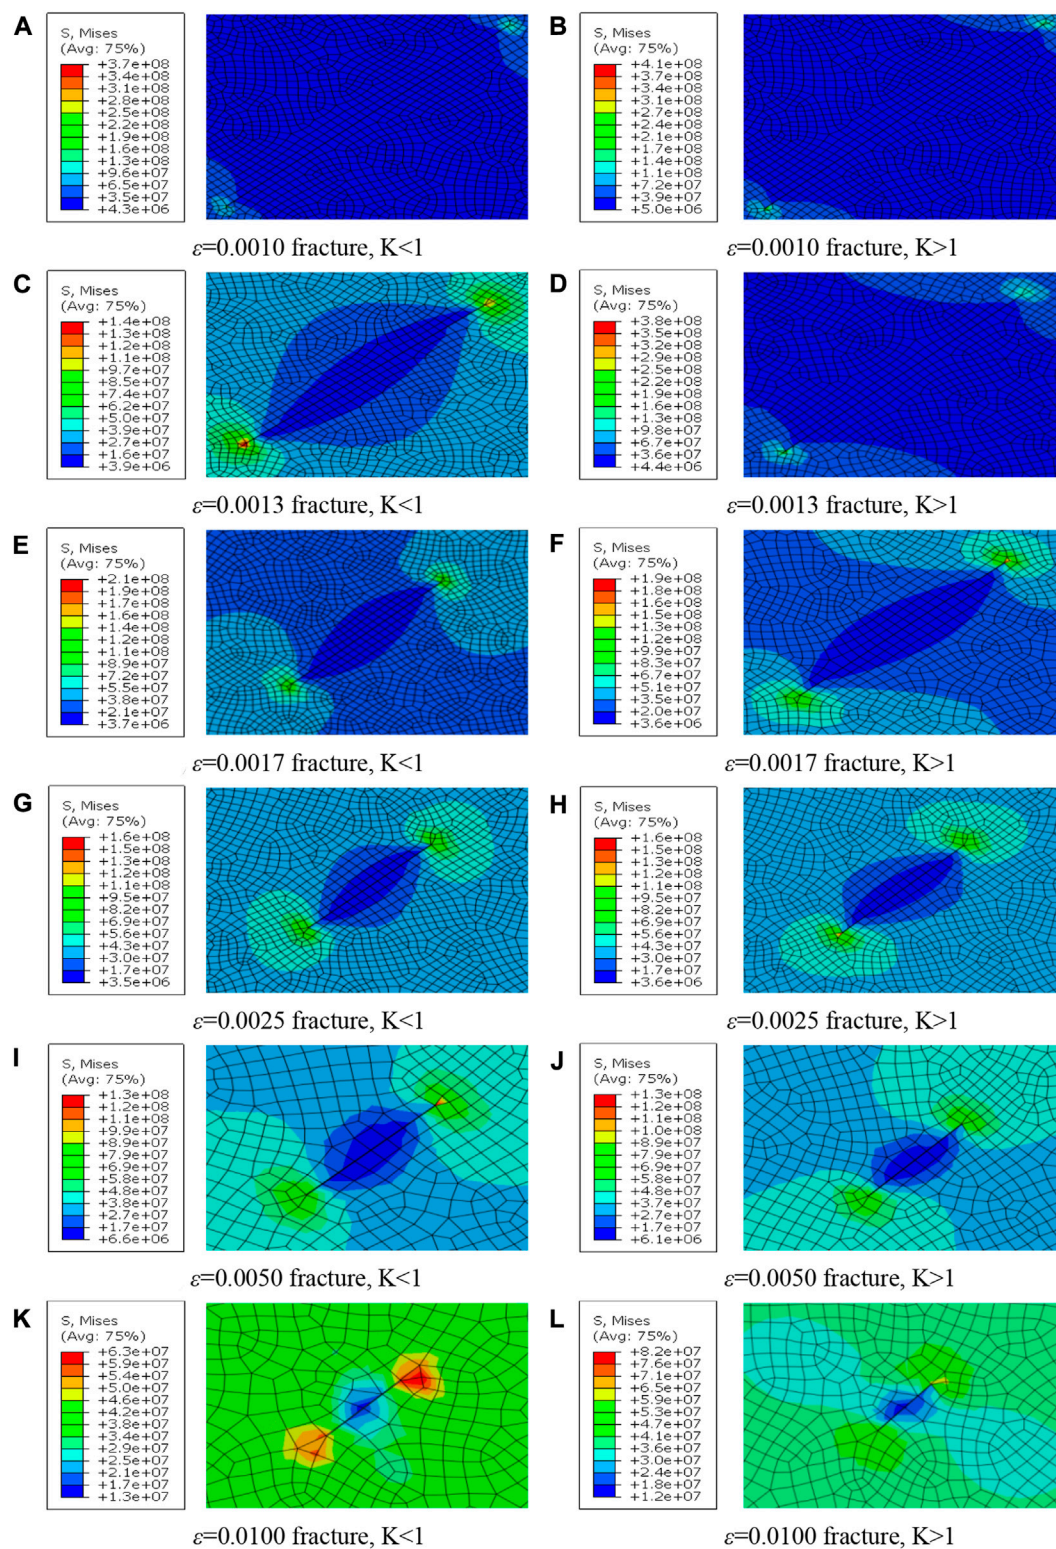 A
S, Mises
(Avg: 75%)
+3.7e+08
+3.4e+08
+3.1e+08
+2.8e+08
+2.5e+08
+2.2e+08
+1.9e+08
+1.6e+08
+1.3e+08
+9.6e+07
+6.5e+07
+3.5e+07
+4.3e+06
ε=0.0010 fracture, K<1
B
S, Mises
(Avg: 75%)
+4.1e+08
+3.7e+08
+3.4e+08
+3.1e+08
+2.7e+08
+2.4e+08
+2.1e+08
+1.7e+08
+1.4e+08
+1.1e+08
+7.2e+07
+3.9e+07
+5.0e+06
ε=0.0010 fracture, K>1
C
S, Mises
(Avg: 75%)
+1.4e+08
+1.3e+08
+1.2e+08
+1.1e+08
+9.7e+07
+8.5e+07
+7.4e+07
+6.2e+07
+5.0e+07
+3.9e+07
+2.7e+07
+1.6e+07
+3.9e+06
ε=0.0013 fracture, K<1
D
S, Mises
(Avg: 75%)
+3.8e+08
+3.5e+08
+3.2e+08
+2.9e+08
+2.5e+08
+2.2e+08
+1.9e+08
+1.6e+08
+1.3e+08
+9.8e+07
+6.7e+07
+3.6e+07
+4.4e+06
ε=0.0013 fracture, K>1
E
S, Mises
(Avg: 75%)
+2.1e+08
+1.9e+08
+1.7e+08
+1.6e+08
+1.4e+08
+1.2e+08
+1.1e+08
+8.9e+07
+7.2e+07
+5.5e+07
+3.8e+07
+2.1e+07
+3.7e+06
ε=0.0017 fracture, K<1
F
S, Mises
(Avg: 75%)
+1.9e+08
+1.8e+08
+1.6e+08
+1.5e+08
+1.3e+08
+1.2e+08
+9.9e+07
+8.3e+07
+6.7e+07
+5.1e+07
+3.5e+07
+2.0e+07
+3.6e+06
ε=0.0017 fracture, K>1
G
S, Mises
(Avg: 75%)
+1.6e+08
+1.5e+08
+1.3e+08
+1.2e+08
+1.1e+08
+9.5e+07
+8.2e+07
+6.9e+07
+5.6e+07
+4.3e+07
+3.0e+07
+1.7e+07
+3.5e+06
ε=0.0025 fracture, K<1
H
S, Mises
(Avg: 75%)
+1.6e+08
+1.5e+08
+1.3e+08
+1.2e+08
+1.1e+08
+9.5e+07
+8.2e+07
+6.9e+07
+5.6e+07
+4.3e+07
+3.0e+07
+1.7e+07
+3.6e+06
ε=0.0025 fracture, K>1
I
S, Mises
(Avg: 75%)
+1.3e+08
+1.2e+08
+1.1e+08
+9.9e+07
+8.9e+07
+7.9e+07
+6.9e+07
+5.8e+07
+4.8e+07
+3.8e+07
+2.7e+07
+1.7e+07
+6.6e+06
ε=0.0050 fracture, K<1
J
S, Mises
(Avg: 75%)
+1.3e+08
+1.2e+08
+1.1e+08
+1.0e+08
+8.9e+07
+7.9e+07
+6.9e+07
+5.8e+07
+4.8e+07
+3.7e+07
+2.7e+07
+1.7e+07
+6.1e+06
ε=0.0050 fracture, K>1
K
S, Mises
(Avg: 75%)
+6.3e+07
+5.9e+07
+5.4e+07
+5.0e+07
+4.6e+07
+4.2e+07
+3.8e+07
+3.4e+07
+2.9e+07
+2.5e+07
+2.1e+07
+1.7e+07
+1.3e+07
ε=0.0100 fracture, K<1
L
S, Mises
(Avg: 75%)
+8.2e+07
+7.6e+07
+7.1e+07
+6.5e+07
+5.9e+07
+5.3e+07
+4.7e+07
+4.1e+07
+3.6e+07
+3.0e+07
+2.4e+07
+1.8e+07
+1.2e+07
ε=0.0100 fracture, K>1